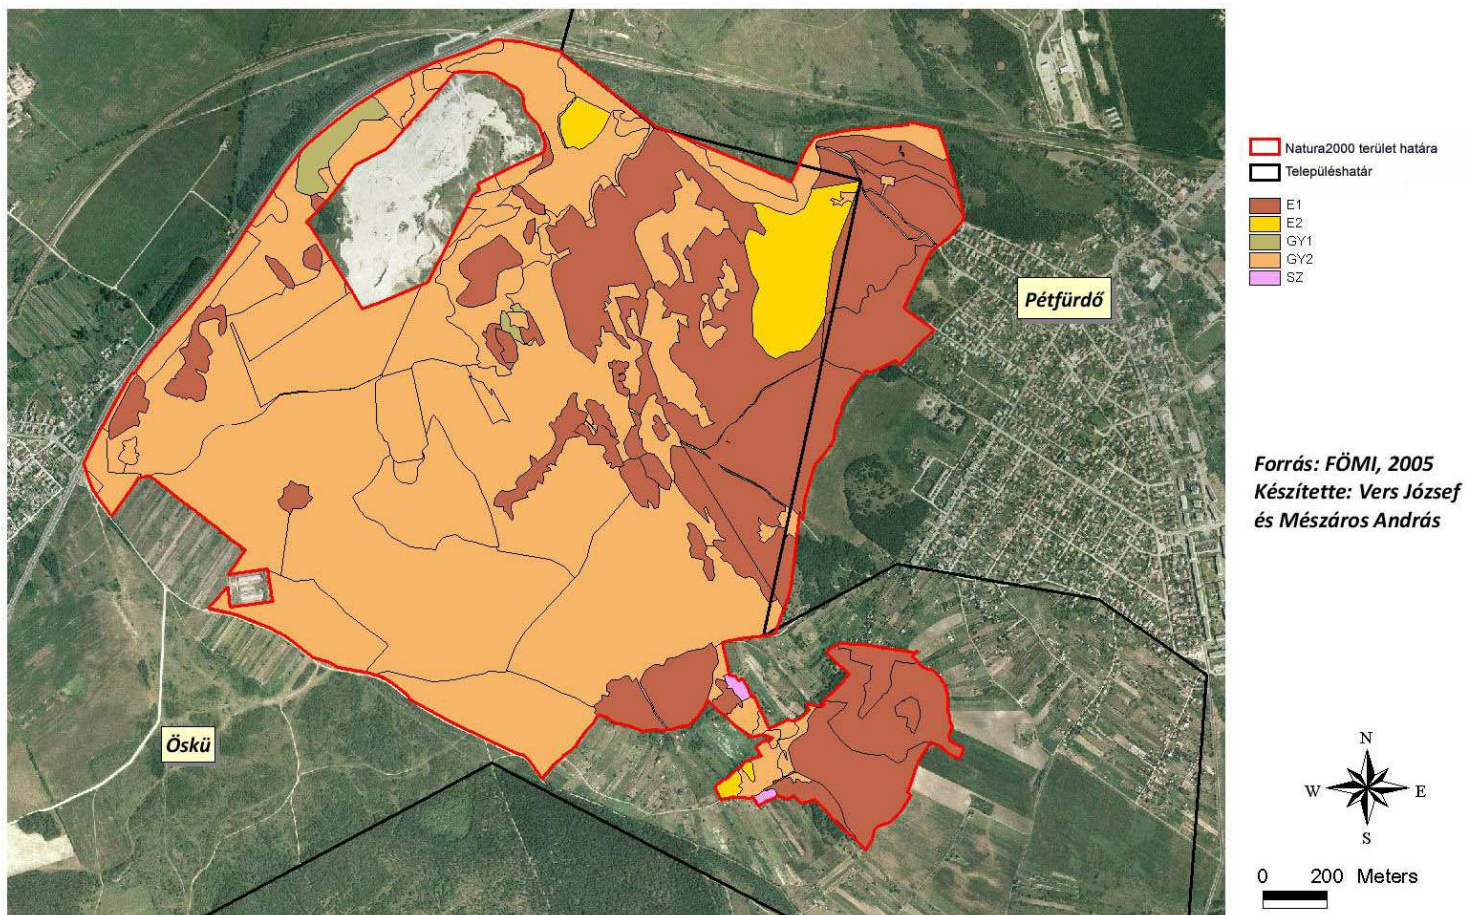 Natura2000 terület határa
Településhatár
E1
E2
GY1
GY2
SZ
Pétfürdő
Forrás: FÖMI, 2005
Készítette: Vers József
és Mészáros András
Öskü
N
W E
S
0 200 Meters